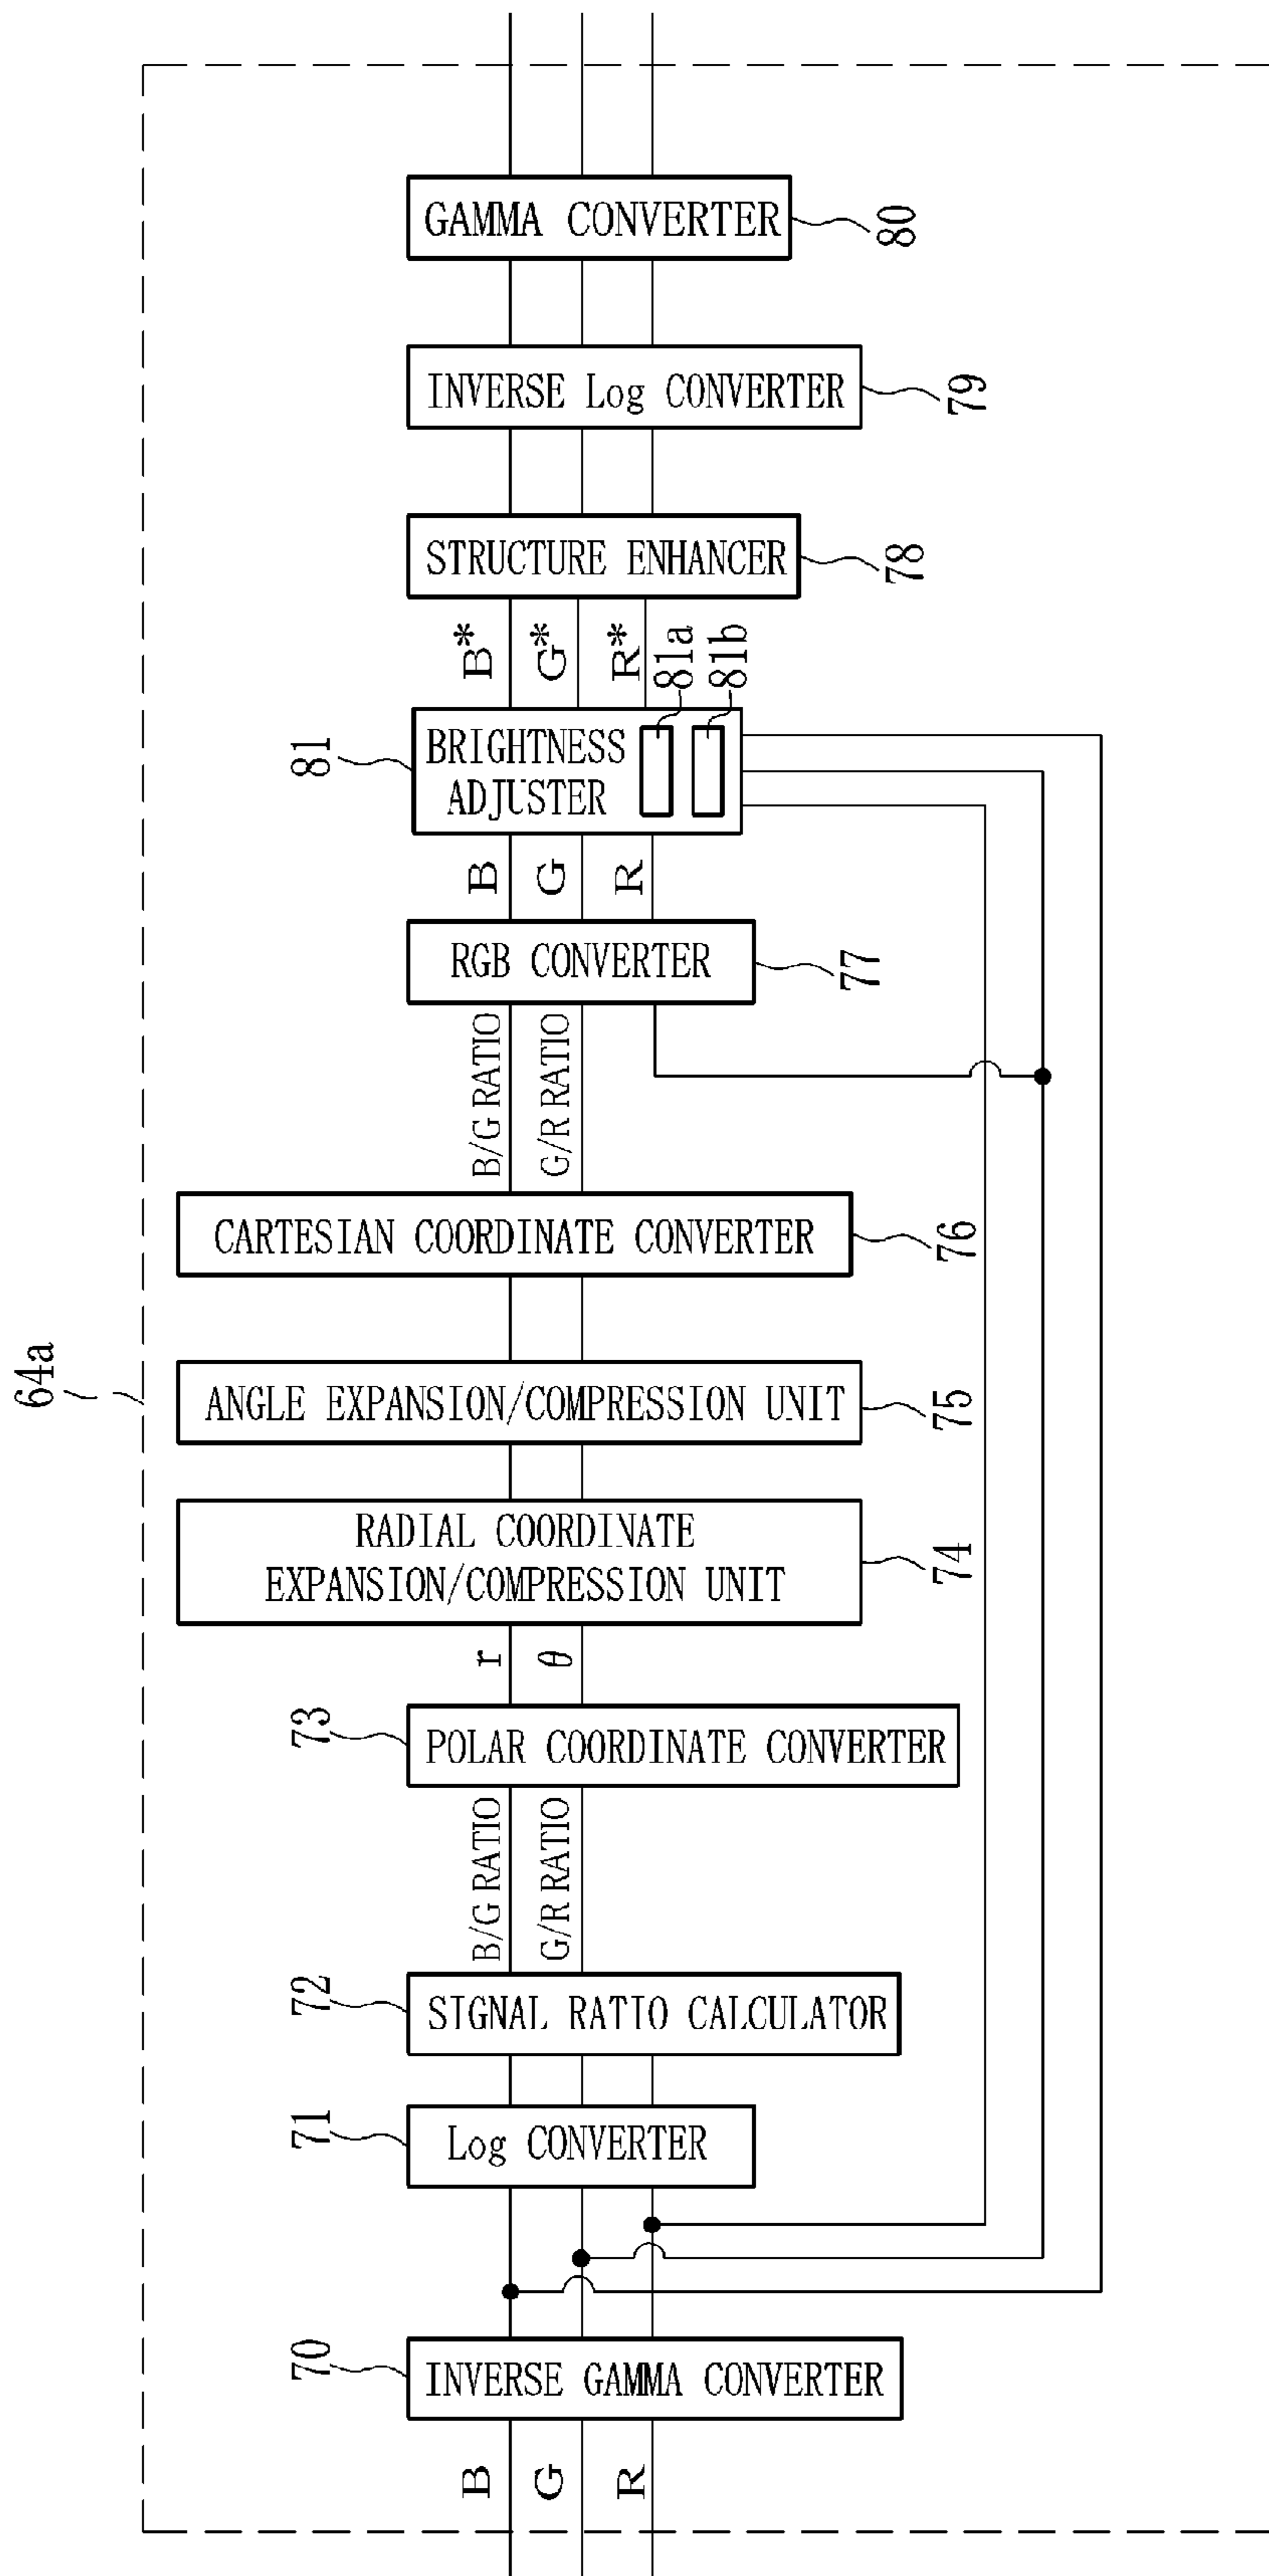 64a
B
G
R
70
INVERSE GAMMA CONVERTER
71
Log CONVERTER
72
SIGNAL RATIO CALCULATOR
B/G RATIO
G/R RATIO
73
POLAR COORDINATE CONVERTER
r
θ
RADIAL COORDINATE
EXPANSION/COMPRESSION UNIT
74
ANGLE EXPANSION/COMPRESSION UNIT
75
CARTESIAN COORDINATE CONVERTER
76
B/G RATIO
G/R RATIO
RGB CONVERTER
77
B
G
R
81
BRIGHTNESS
ADJUSTER
81a
81b
B*
G*
R*
STRUCTURE ENHANCER
78
INVERSE Log CONVERTER
79
GAMMA CONVERTER
80